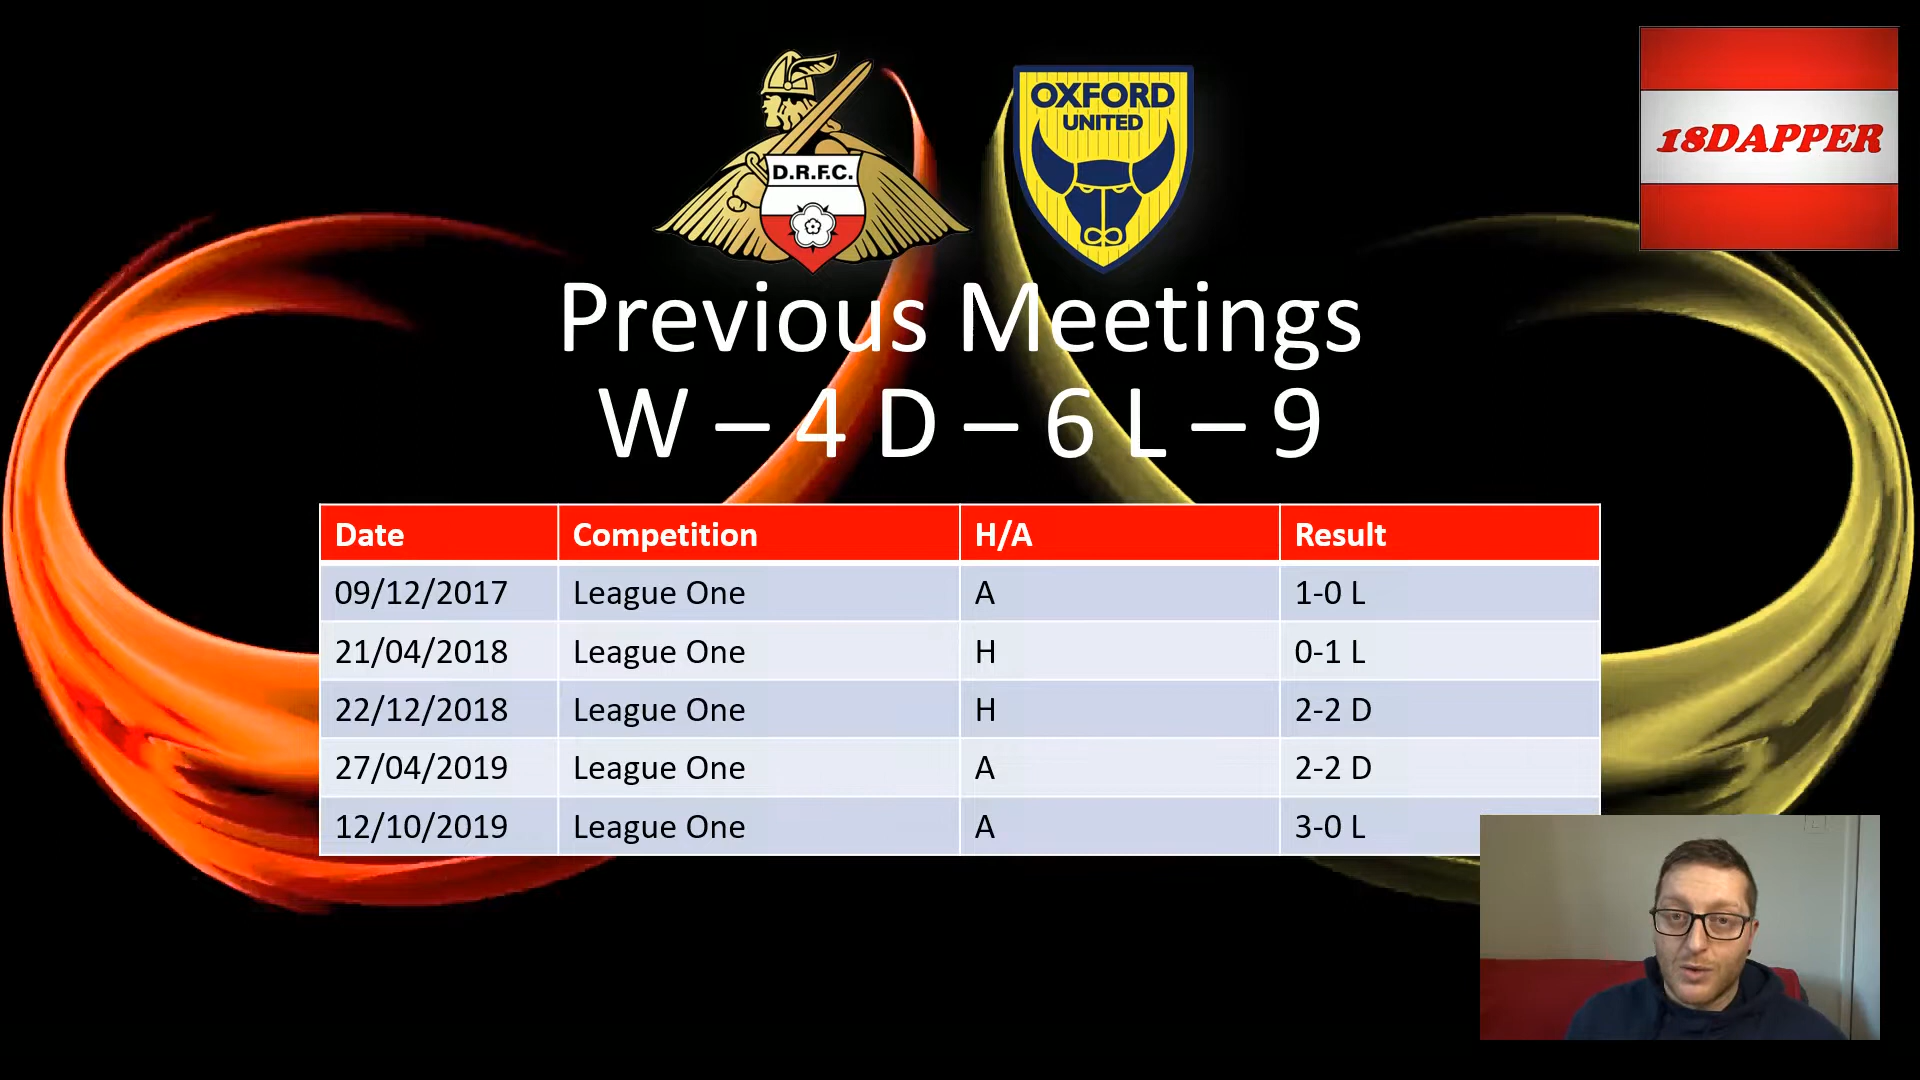 D.R.F.C.
OXFORD
UNITED
18DAPPER
Previous Meetings
W – 4 D – 6 L – 9
Date Competition H/A Result
09/12/2017 League One A 1-0 L
21/04/2018 League One H 0-1 L
22/12/2018 League One H 2-2 D
27/04/2019 League One A 2-2 D
12/10/2019 League One A 3-0 L